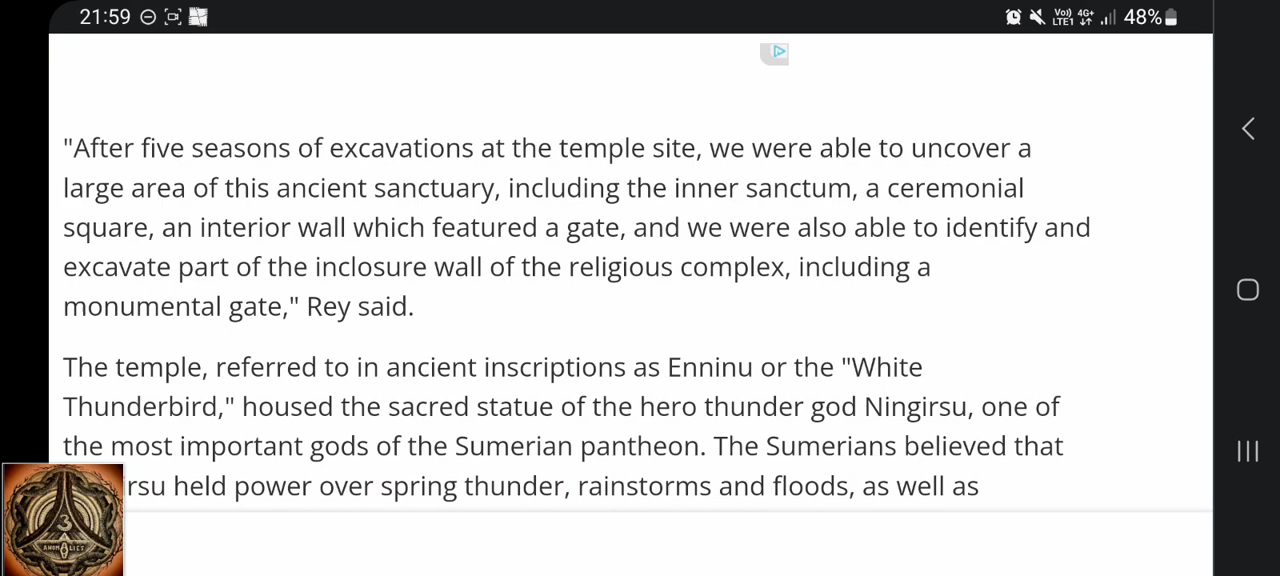 21:59
Vo)) 4G+
LTE1
48%
"After five seasons of excavations at the temple site, we were able to uncover a
large area of this ancient sanctuary, including the inner sanctum, a ceremonial
square, an interior wall which featured a gate, and we were also able to identify and
excavate part of the inclosure wall of the religious complex, including a
monumental gate," Rey said.
The temple, referred to in ancient inscriptions as Enninu or the "White
Thunderbird," housed the sacred statue of the hero thunder god Ningirsu, one of
the most important gods of the Sumerian pantheon. The Sumerians believed that
rsu held power over spring thunder, rainstorms and floods, as well as
3